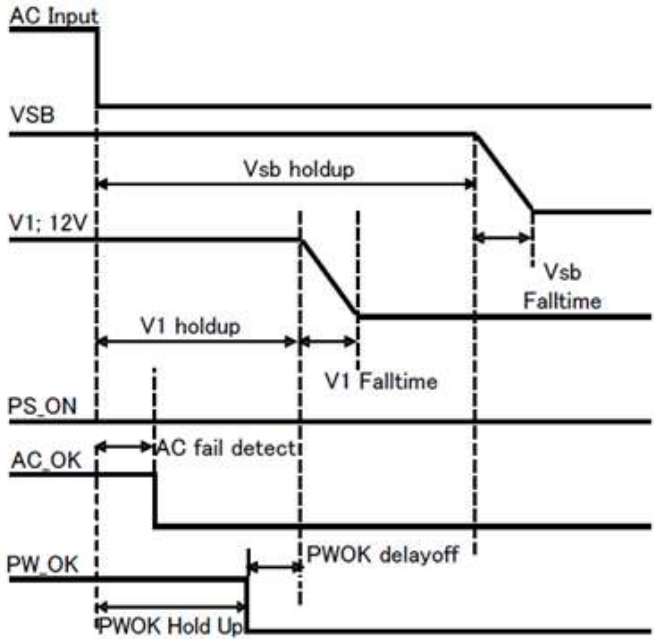 AC Input
VSB
Vsb holdup
V1; 12V
Vsb
Falltime
V1 holdup
V1 Falltime
PS_ON
AC fail detect
AC_OK
PWOK delayoff
PW_OK
PWOK Hold Up